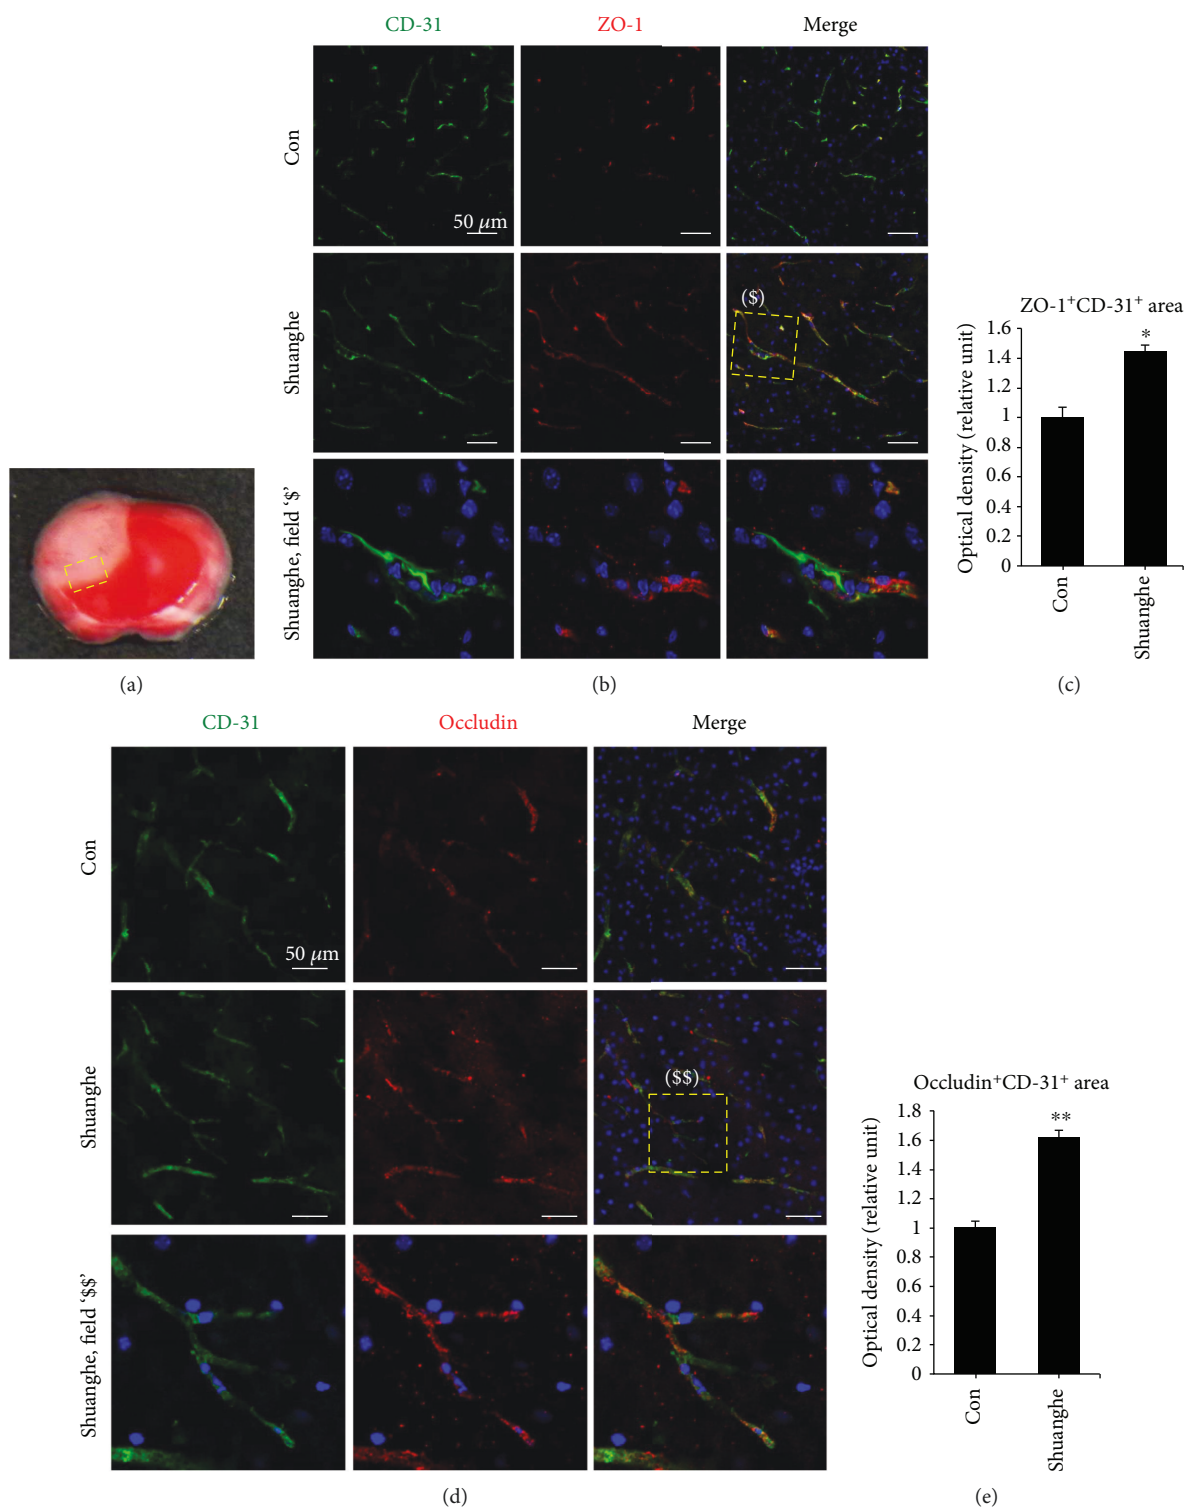 CD-31 ZO-1 Merge
Con
50 µm
Shuanghe
($)
Shuanghe, field ‘$’
ZO-1+CD-31+ area
Optical density (relative unit)
1.6
1.4
1.2
1
0.8
0.6
0.4
0.2
0
*
Con
Shuanghe
(a)
(b)
(c)
CD-31 Occludin Merge
Con
50 µm
Shuanghe
($$)
Shuanghe, field ‘$$’
Occludin+CD-31+ area
Optical density (relative unit)
1.8
1.6
1.4
1.2
1
0.8
0.6
0.4
0.2
0
**
Con
Shuanghe
(d)
(e)